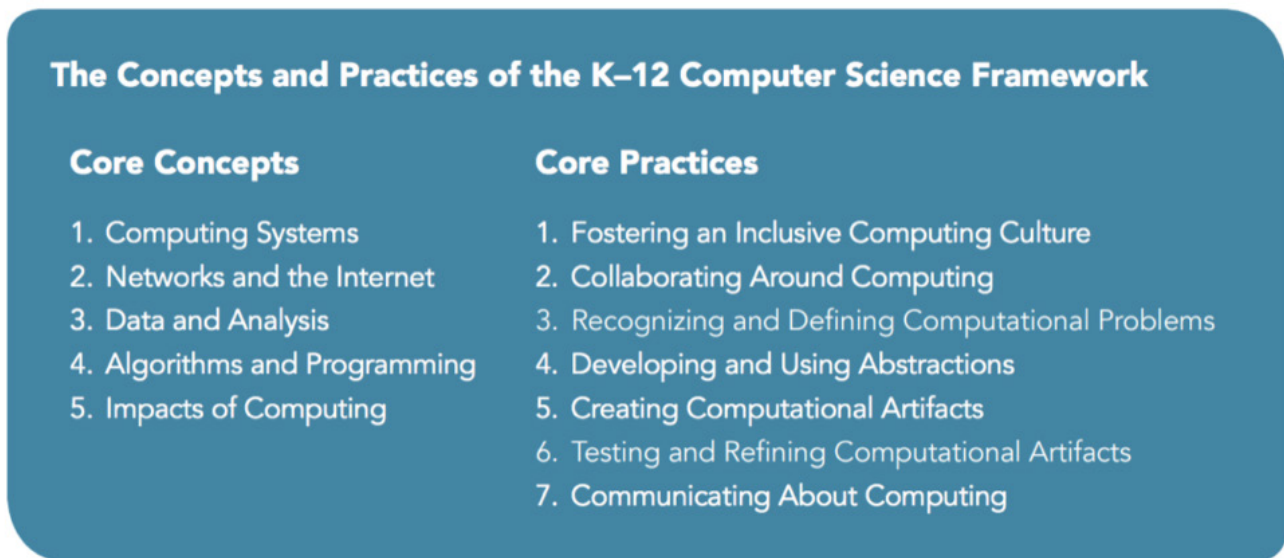 The Concepts and Practices of the K–12 Computer Science Framework
Core Concepts
1. Computing Systems
2. Networks and the Internet
3. Data and Analysis
4. Algorithms and Programming
5. Impacts of Computing
Core Practices
1. Fostering an Inclusive Computing Culture
2. Collaborating Around Computing
3. Recognizing and Defining Computational Problems
4. Developing and Using Abstractions
5. Creating Computational Artifacts
6. Testing and Refining Computational Artifacts
7. Communicating About Computing